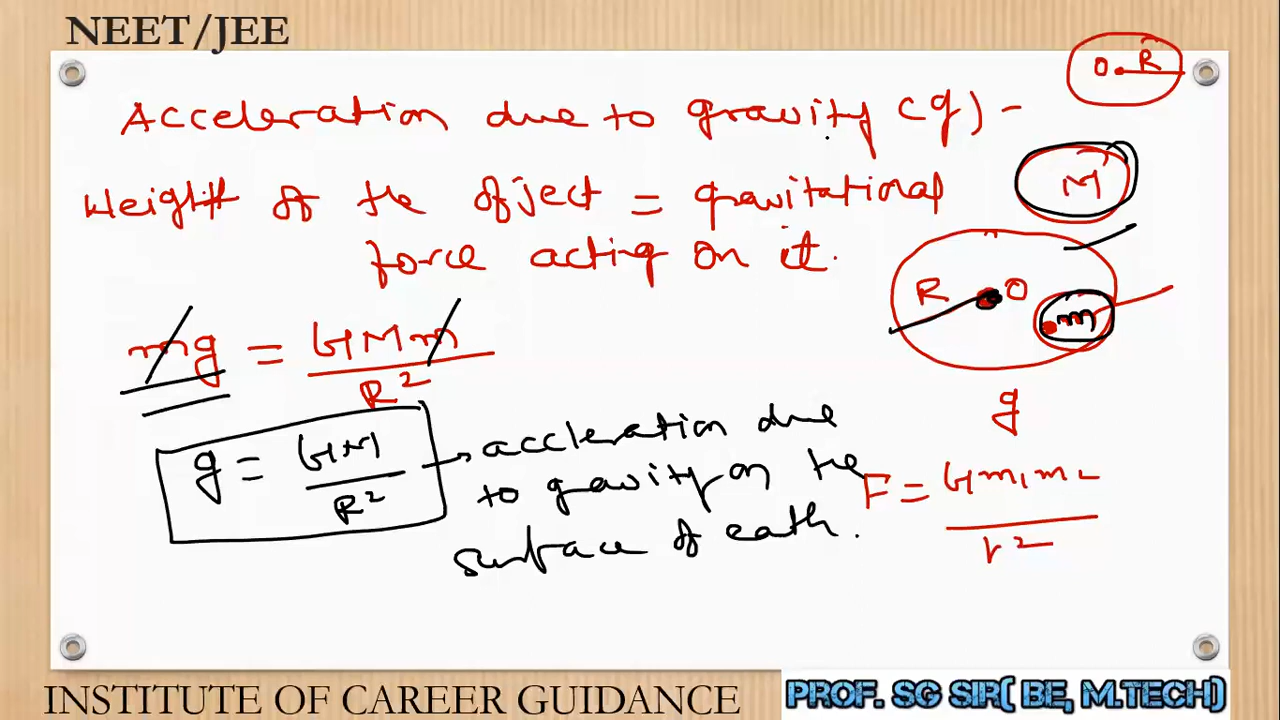 NEET/JEE
O R
Acceleration due to gravity (g) -
M
Weight of the object = gravitational
force acting on it.
R O
m
mg = GMm / R²
g
g = GM / R² → accleration due
to gravity on the
surface of eath.
F = Gm₁m₂ / r²
INSTITUTE OF CAREER GUIDANCE
PROF. SG SIR( BE, M.TECH)